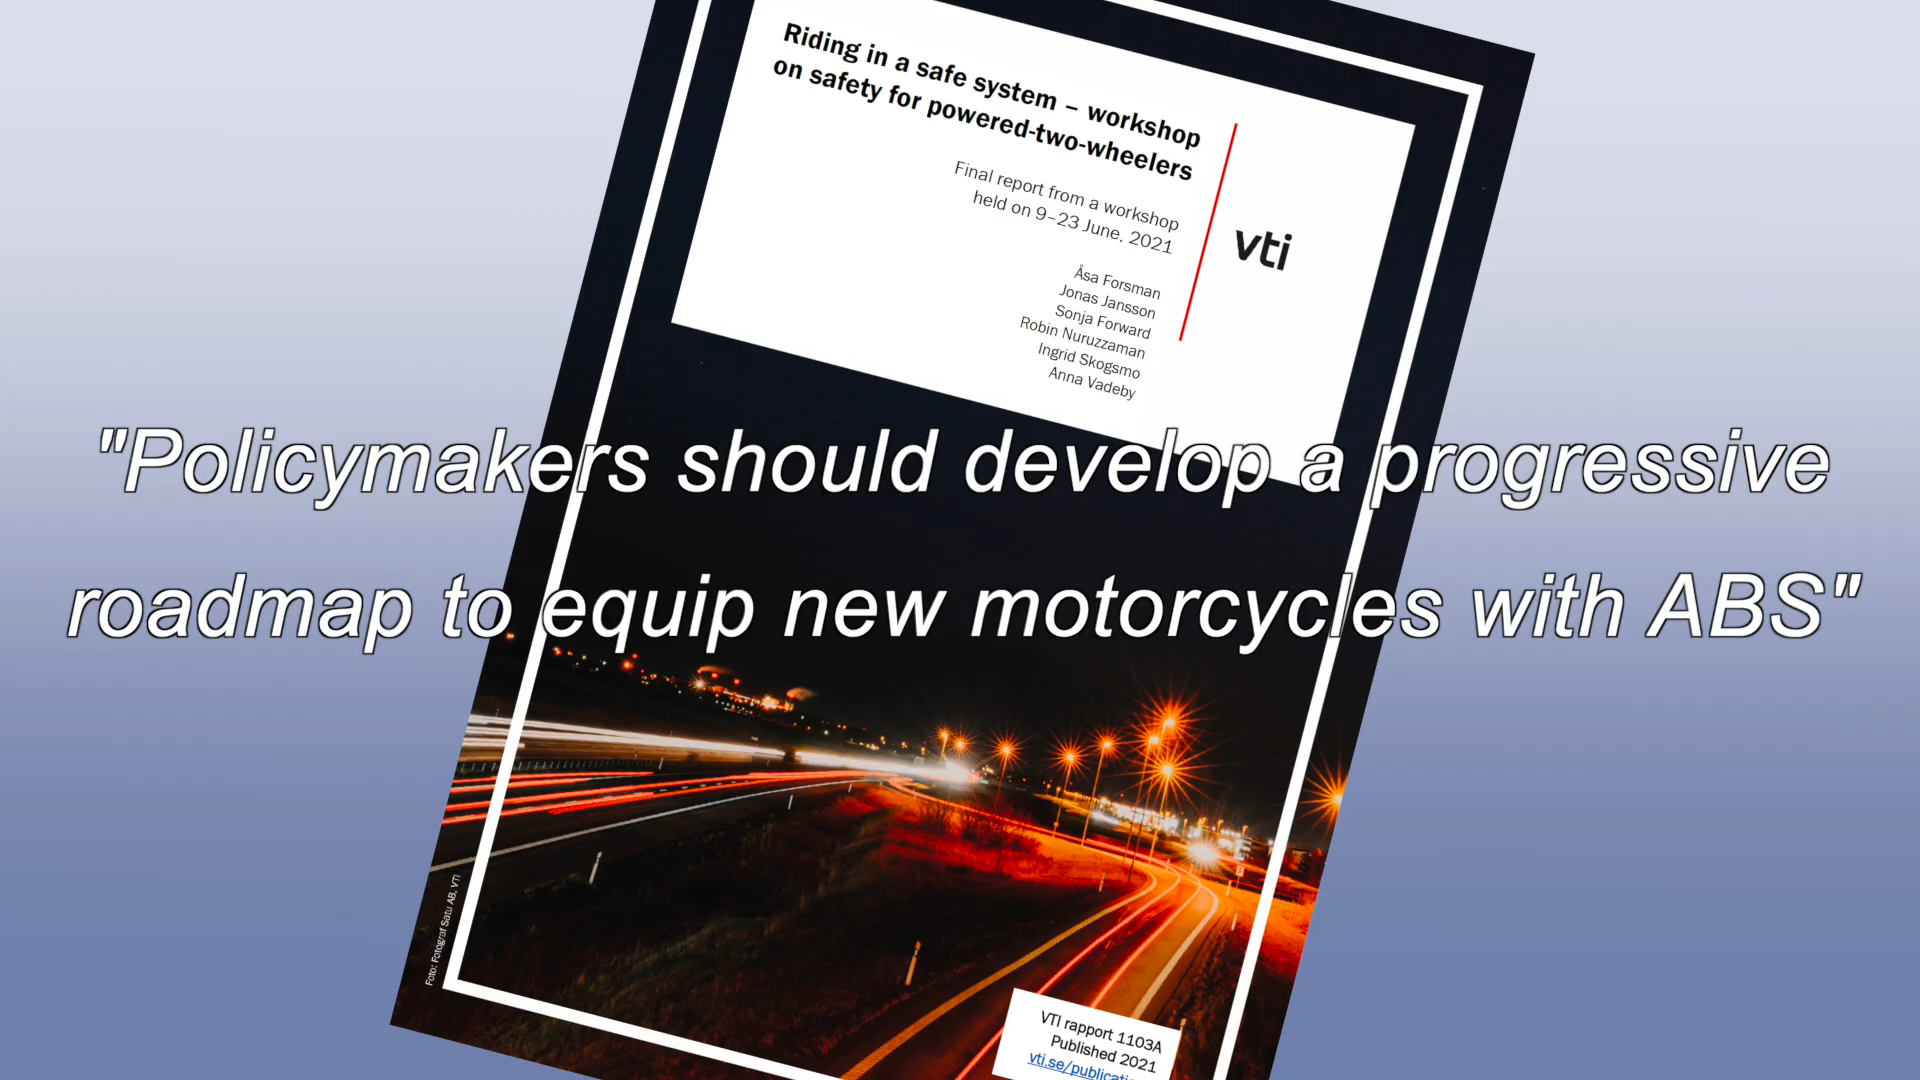 Riding in a safe system – workshop
on safety for powered-two-wheelers
Final report from a workshop
held on 9–23 June, 2021
vti
Åsa Forsman
Jonas Jansson
Sonja Forward
Robin Nuruzzaman
Ingrid Skogsmo
Anna Vadeby
"Policymakers should develop a progressive
roadmap to equip new motorcycles with ABS"
Foto: Fotograf Satu AB, VTI
VTI rapport 1103A
Published 2021